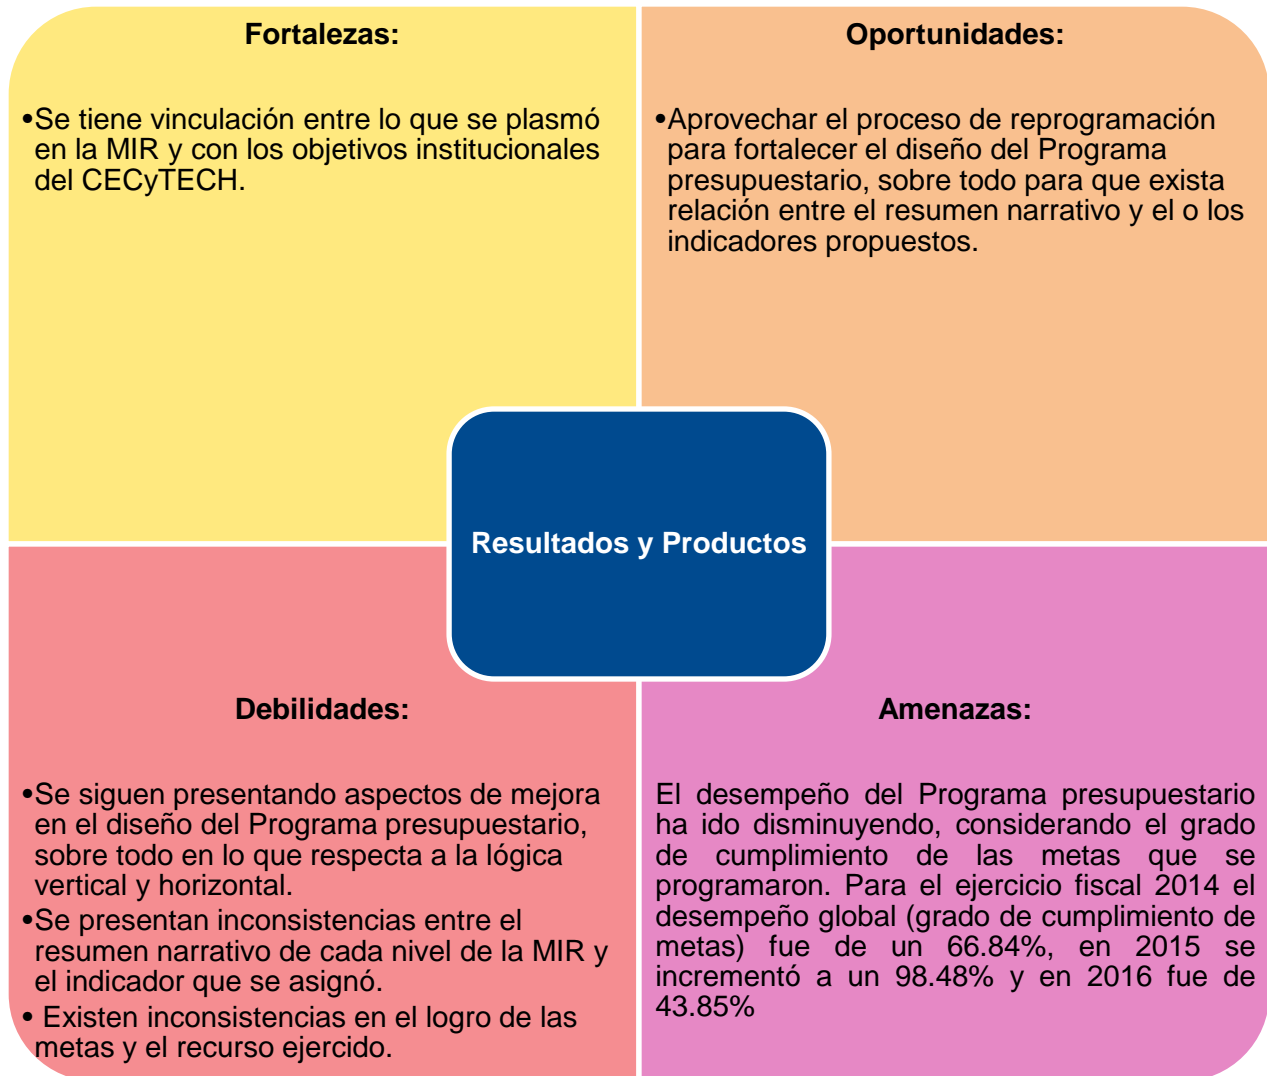 Fortalezas:
•Se tiene vinculación entre lo que se plasmó
en la MIR y con los objetivos institucionales
del CECyTECH.
Oportunidades:
•Aprovechar el proceso de reprogramación
para fortalecer el diseño del Programa
presupuestario, sobre todo para que exista
relación entre el resumen narrativo y el o los
indicadores propuestos.
Resultados y Productos
Debilidades:
•Se siguen presentando aspectos de mejora
en el diseño del Programa presupuestario,
sobre todo en lo que respecta a la lógica
vertical y horizontal.
•Se presentan inconsistencias entre el
resumen narrativo de cada nivel de la MIR y
el indicador que se asignó.
• Existen inconsistencias en el logro de las
metas y el recurso ejercido.
Amenazas:
El desempeño del Programa presupuestario
ha ido disminuyendo, considerando el grado
de cumplimiento de las metas que se
programaron. Para el ejercicio fiscal 2014 el
desempeño global (grado de cumplimiento de
metas) fue de un 66.84%, en 2015 se
incrementó a un 98.48% y en 2016 fue de
43.85%